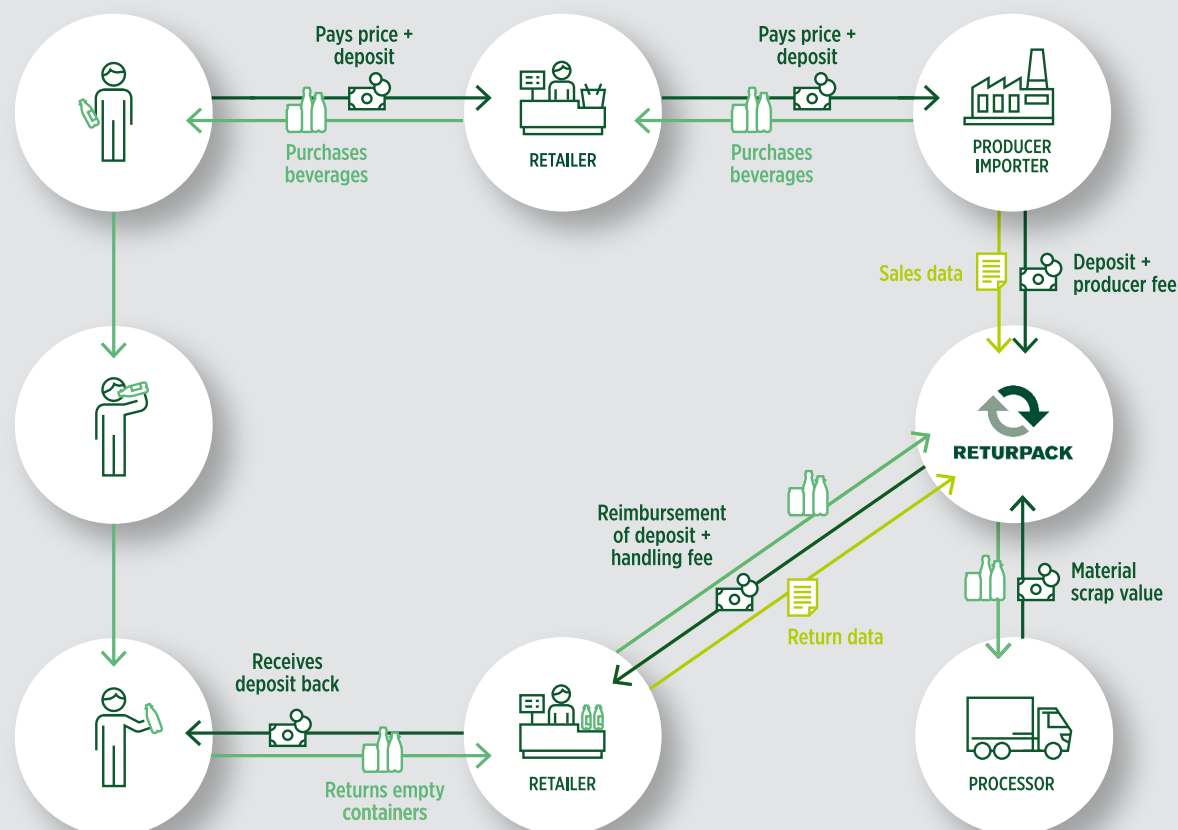 Pays price +
deposit
Purchases
beverages
RETAILER
Pays price +
deposit
Purchases
beverages
PRODUCER
IMPORTER
Sales data
Deposit +
producer fee
RETURPACK
Reimbursement
of deposit +
handling fee
Return data
Material
scrap value
Receives
deposit back
Returns empty
containers
RETAILER
PROCESSOR